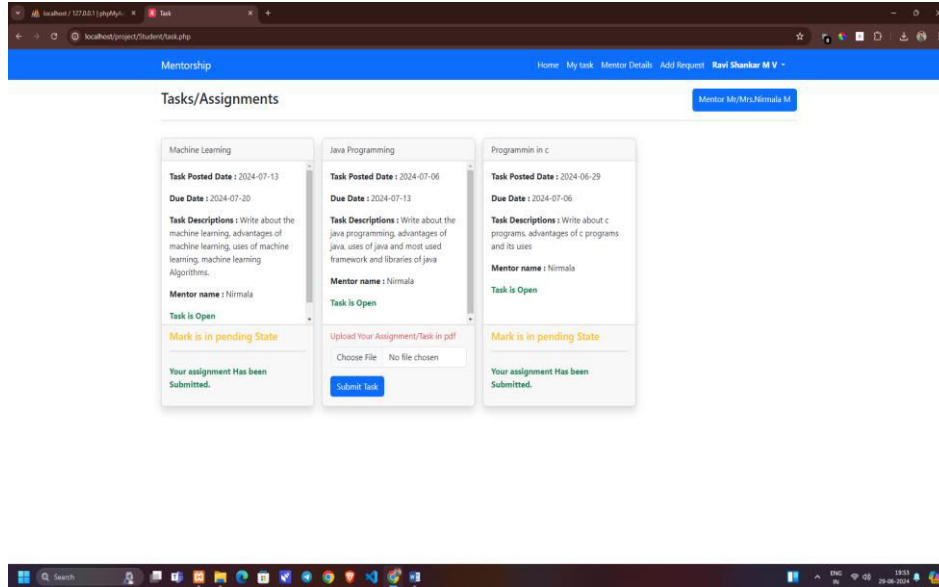 localhost / 127.0.0.1 | phpMyA
Task
localhost/project/Student/task.php
Mentorship
Home My task Mentor Details Add Request Ravi Shankar M V
Tasks/Assignments
Mentor Mr/Mrs.Nirmala M
Machine Learning
Task Posted Date : 2024-07-13
Due Date : 2024-07-20
Task Descriptions : Write about the
machine learning, advantages of
machine learning, uses of machine
learning, machine learning
Algorithms.
Mentor name : Nirmala
Task is Open
Mark is in pending State
Your assignment Has been
Submitted.
Java Programming
Task Posted Date : 2024-07-06
Due Date : 2024-07-13
Task Descriptions : Write about the
java programming, advantages of
java, uses of java and most used
framework and libraries of java
Mentor name : Nirmala
Task is Open
Upload Your Assignment/Task in pdf
Choose File No file chosen
Submit Task
Programmin in c
Task Posted Date : 2024-06-29
Due Date : 2024-07-06
Task Descriptions : Write about c
programs, advantages of c programs
and its uses
Mentor name : Nirmala
Task is Open
Mark is in pending State
Your assignment Has been
Submitted.
Search
ENG
IN
19:53
29-06-2024